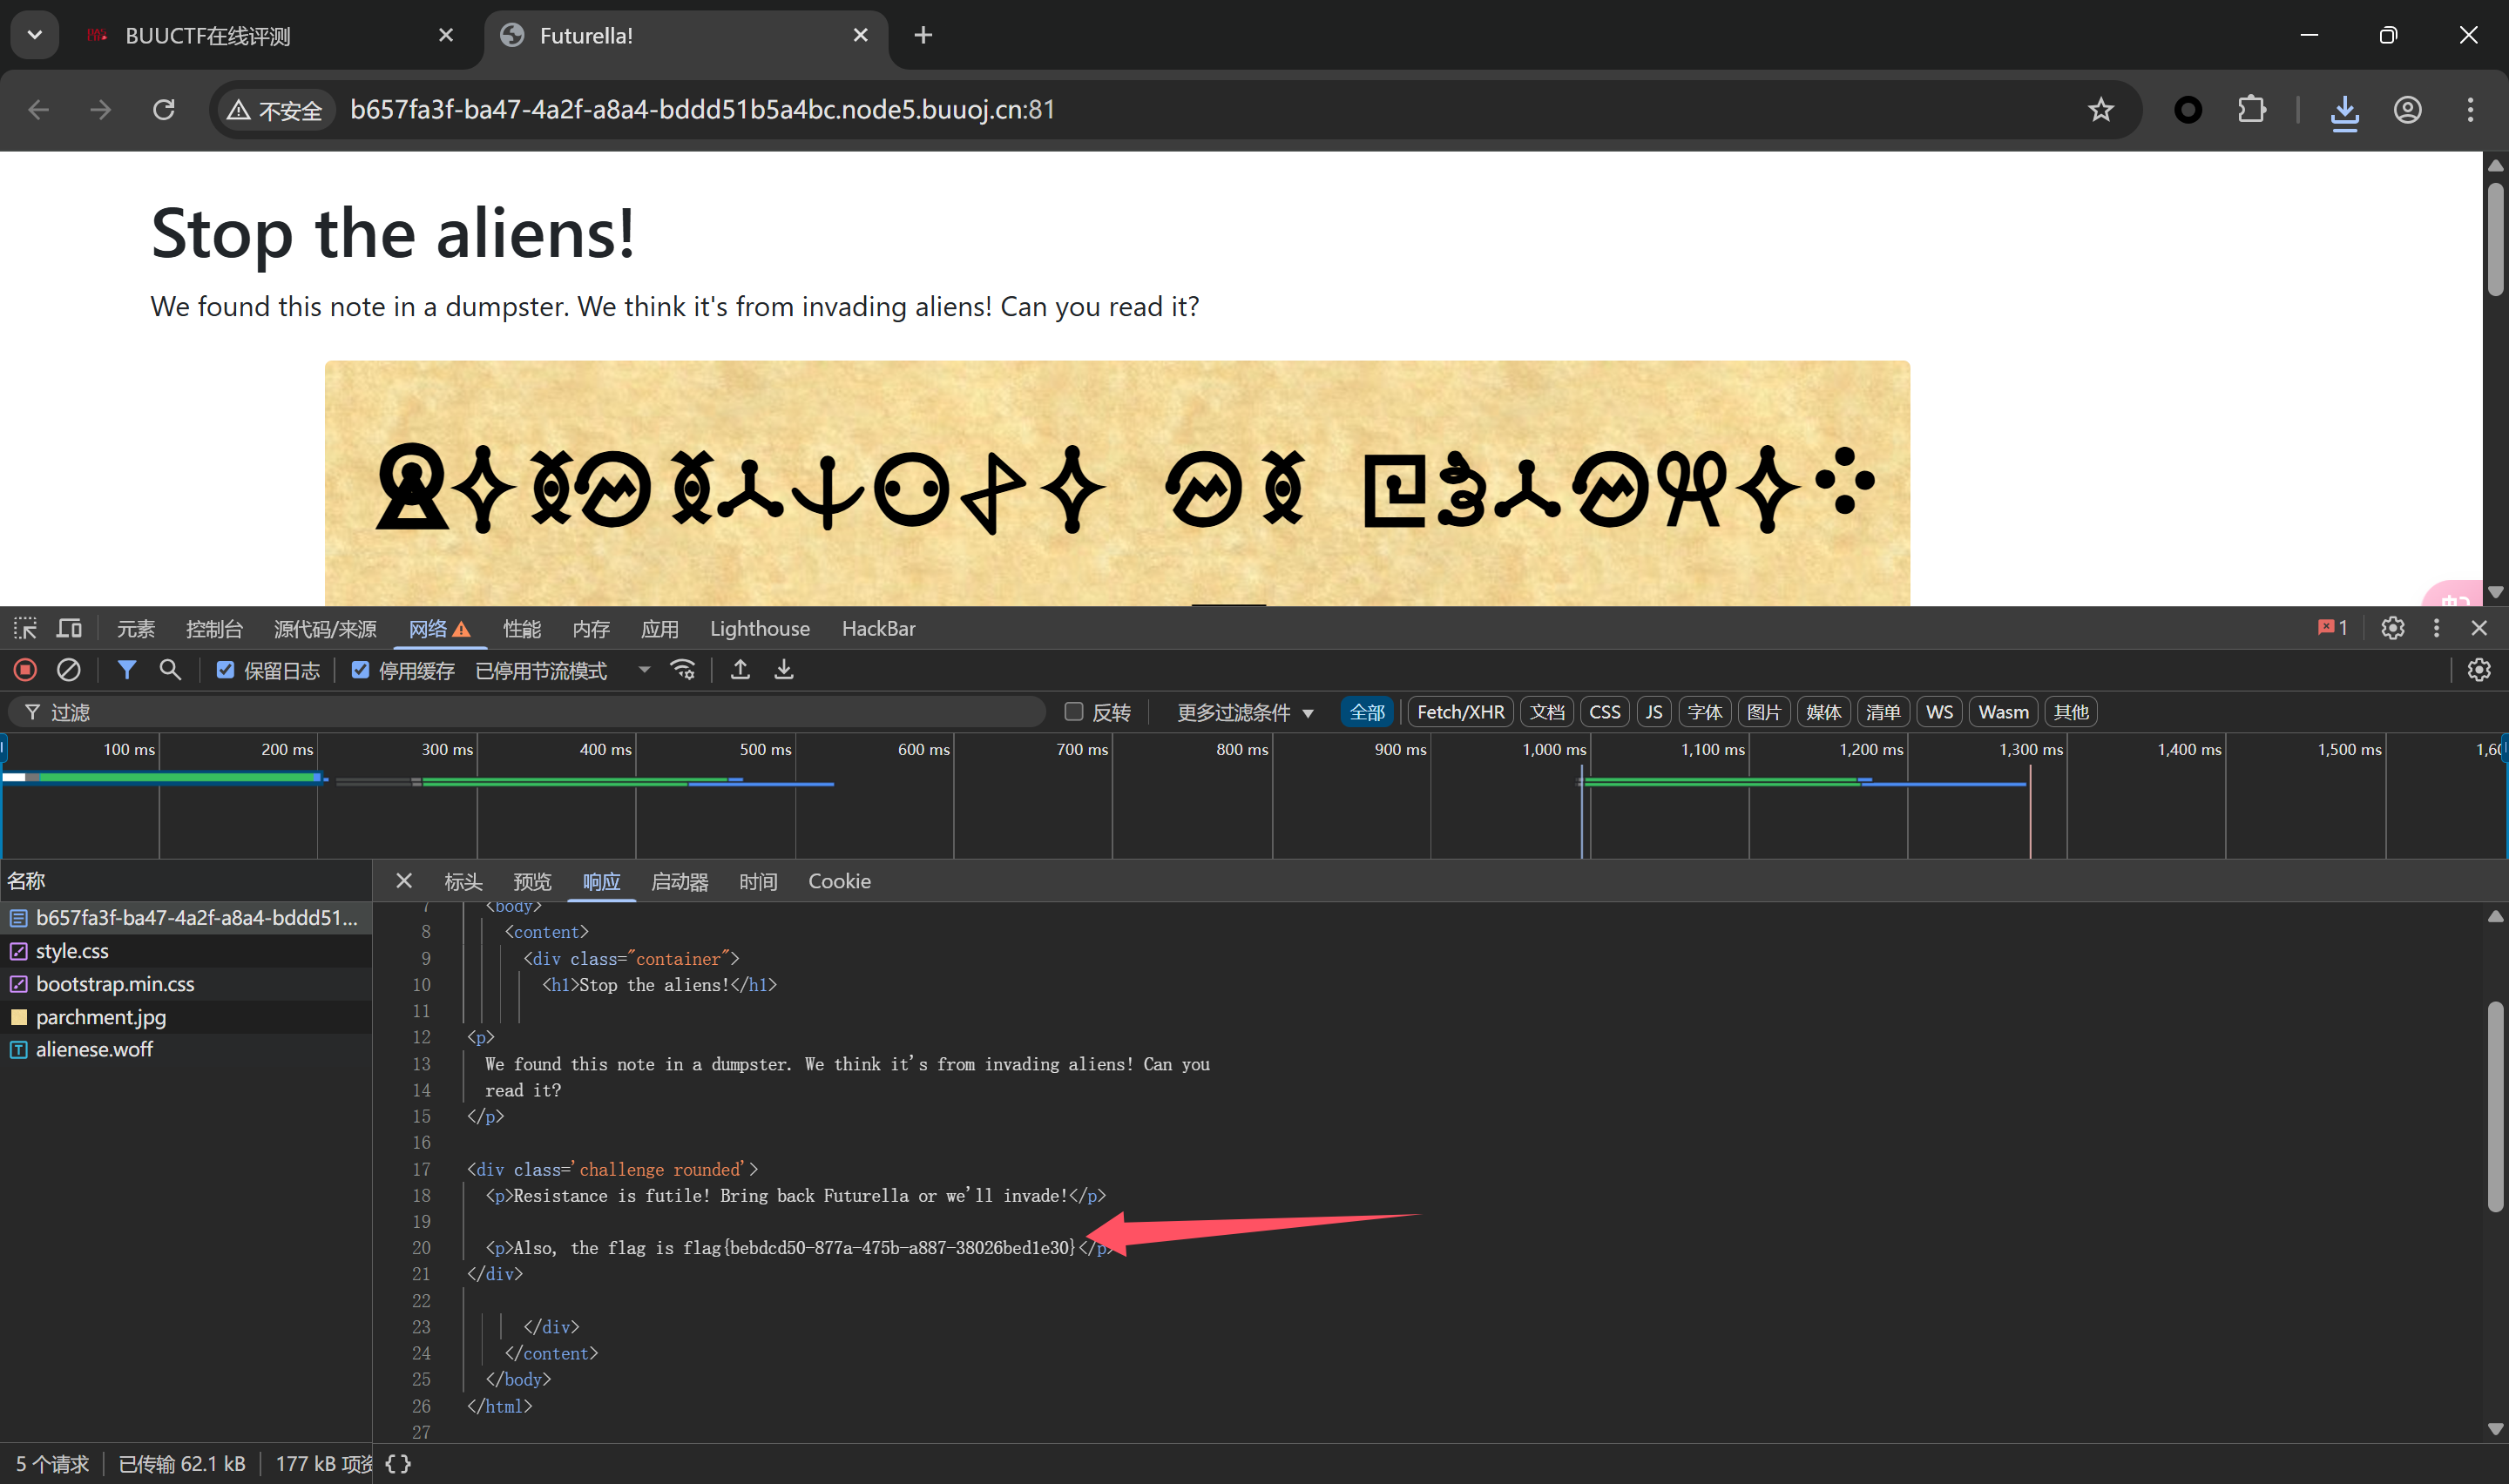 BUUCTF在线评测
Futurella!
不安全
b657fa3f-ba47-4a2f-a8a4-bddd51b5a4bc.node5.buuoj.cn:81
Stop the aliens!
We found this note in a dumpster. We think it's from invading aliens! Can you read it?
元素 控制台 源代码/来源 网络 性能 内存 应用 Lighthouse HackBar 1
保留日志 停用缓存 已停用节流模式
过滤 反转 更多过滤条件 全部 Fetch/XHR 文档 CSS JS 字体 图片 媒体 清单 WS Wasm 其他
100 ms 200 ms 300 ms 400 ms 500 ms 600 ms 700 ms 800 ms 900 ms 1,000 ms 1,100 ms 1,200 ms 1,300 ms 1,400 ms 1,500 ms
名称 标头 预览 响应 启动器 时间 Cookie
b657fa3f-ba47-4a2f-a8a4-bddd51...
style.css
bootstrap.min.css
parchment.jpg
alienese.woff
7 <body>
8 <content>
9 <div class="container">
10 <h1>Stop the aliens!</h1>
11
12 <p>
13 We found this note in a dumpster. We think it's from invading aliens! Can you
14 read it?
15 </p>
16
17 <div class='challenge rounded'>
18 <p>Resistance is futile! Bring back Futurella or we'll invade!</p>
19
20 <p>Also, the flag is flag{bebdcd50-877a-475b-a887-38026bed1e30}</p>
21 </div>
22
23 </div>
24 </content>
25 </body>
26 </html>
27
5 个请求 已传输 62.1 kB 177 kB 项资 {}